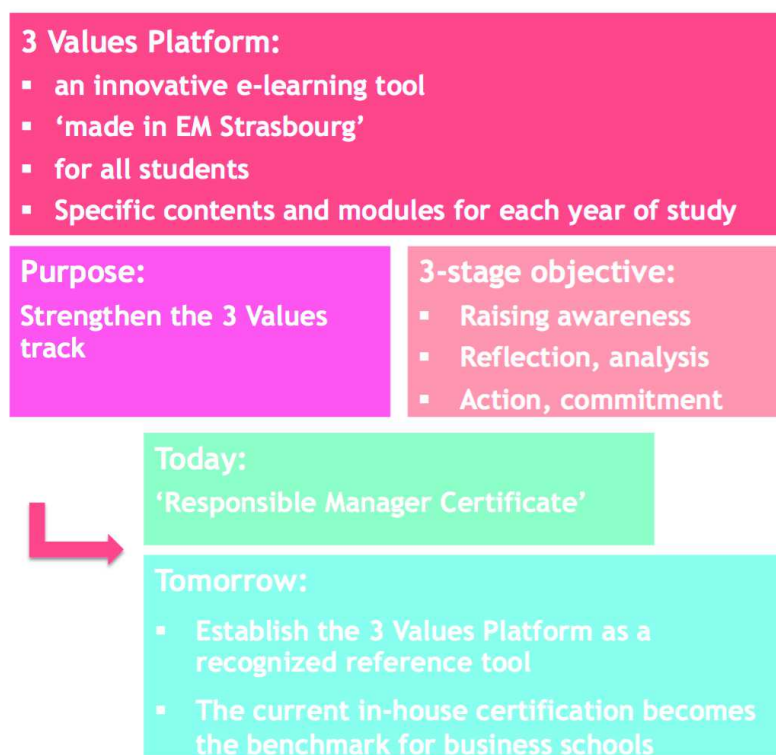 3 Values Platform:
▪ an innovative e-learning tool
▪ ‘made in EM Strasbourg’
▪ for all students
▪ Specific contents and modules for each year of study
Purpose:
Strengthen the 3 Values
track
3-stage objective:
▪ Raising awareness
▪ Reflection, analysis
▪ Action, commitment
Today:
‘Responsible Manager Certificate’
Tomorrow:
▪ Establish the 3 Values Platform as a
recognized reference tool
▪ The current in-house certification becomes
the benchmark for business schools